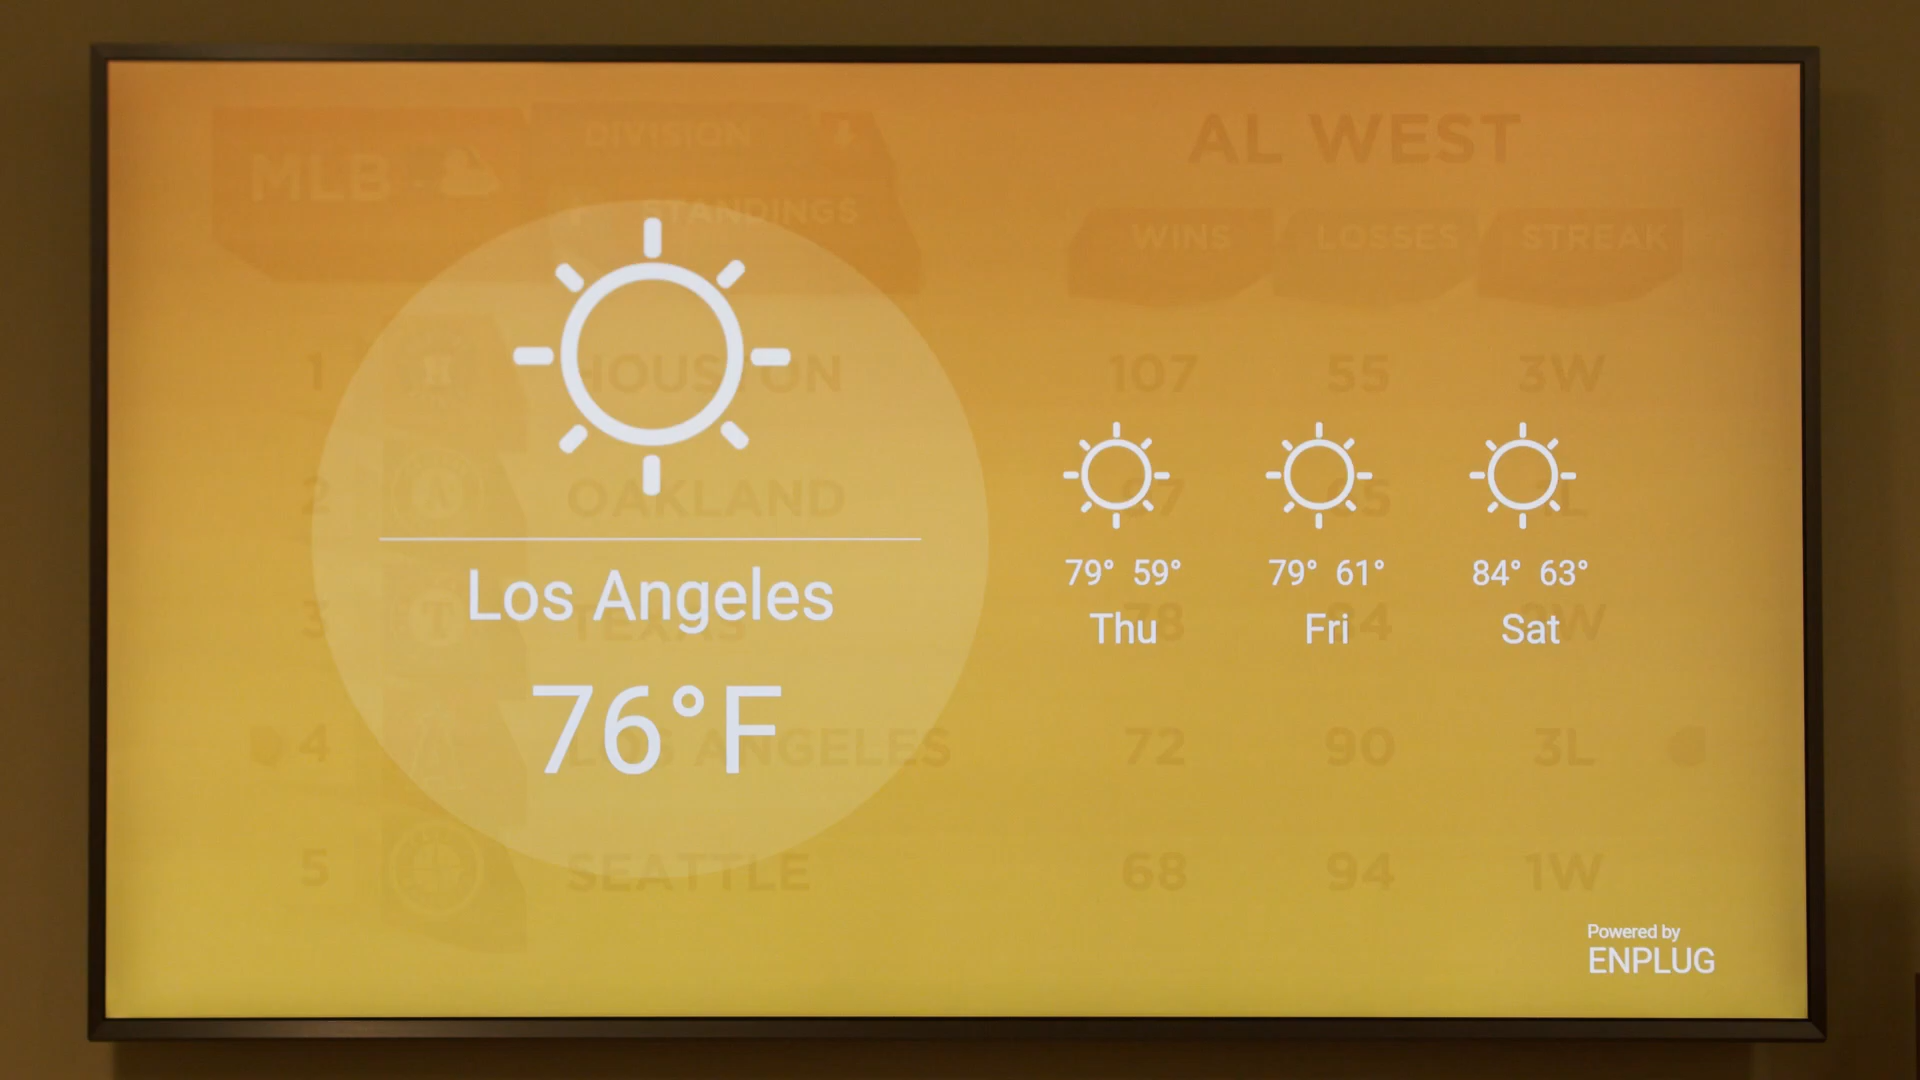 MLB
DIVISION
STANDINGS
AL WEST
WINS LOSSES STREAK
1 HOUSTON 107 55 3W
2 OAKLAND
3 TEXAS
4 LOS ANGELES 72 90 3L
5 SEATTLE 68 94 1W
Los Angeles
76°F
79° 59° 79° 61° 84° 63°
Thu Fri Sat
Powered by
ENPLUG